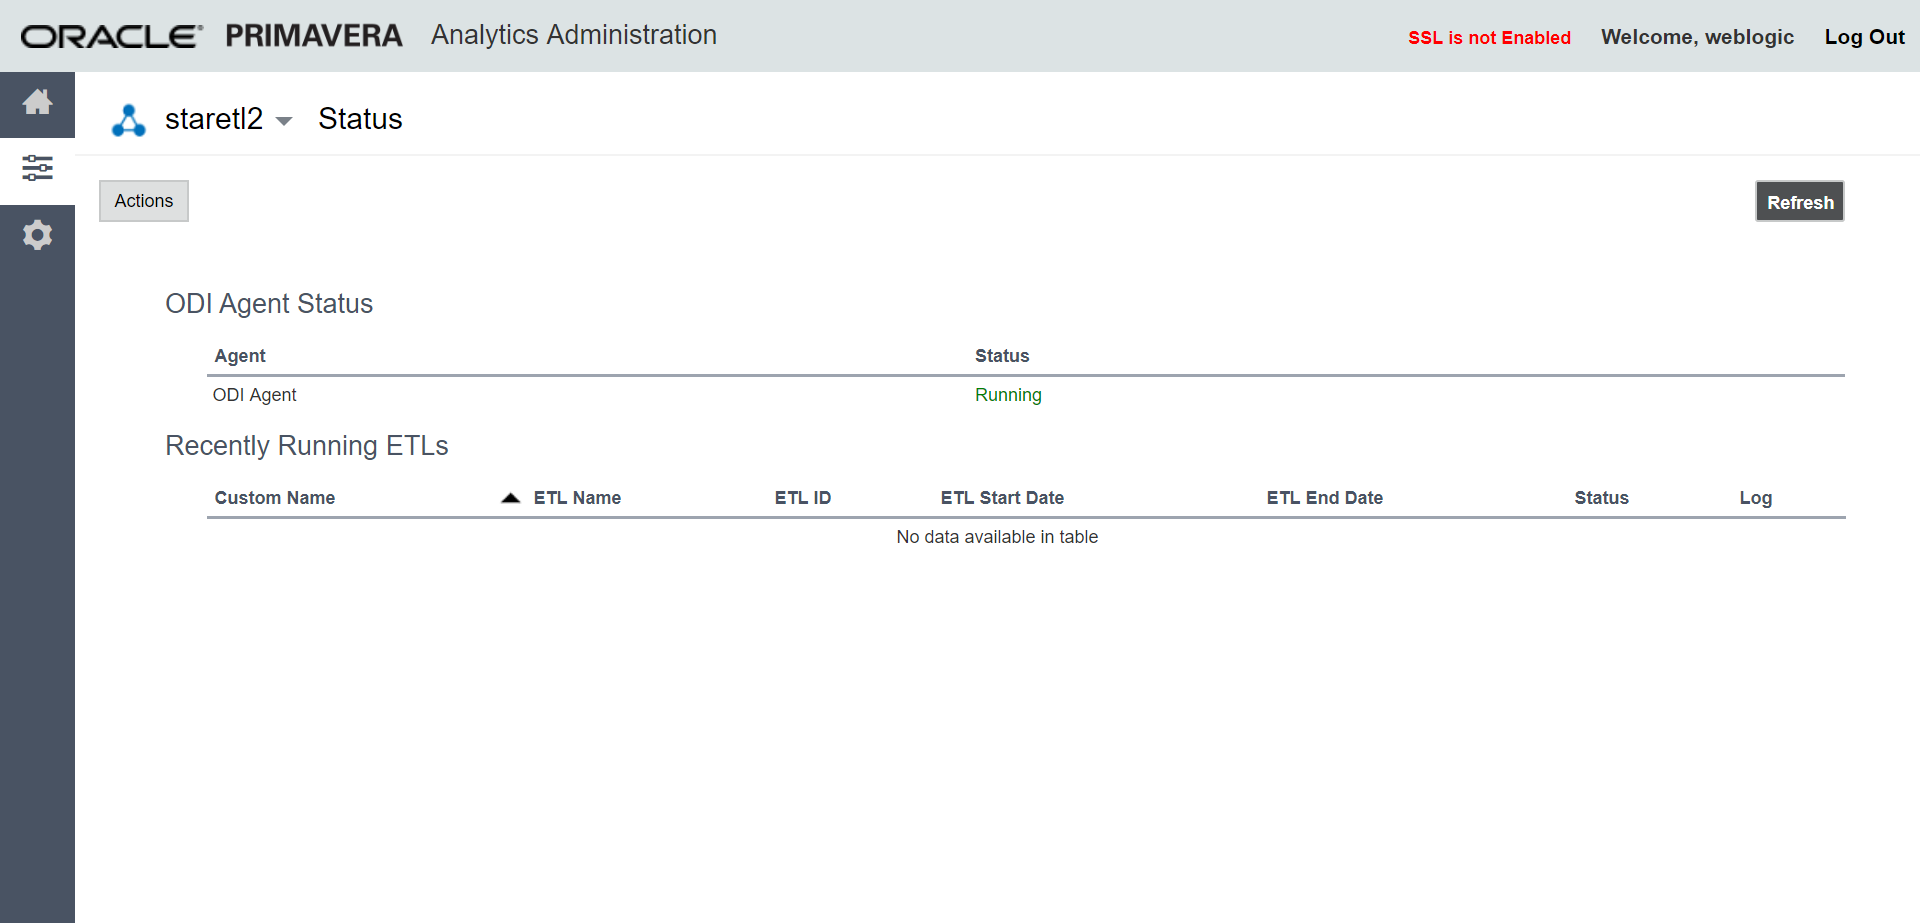 ORACLE® PRIMAVERA Analytics Administration SSL is not Enabled Welcome, weblogic Log Out
staretl2 Status
Actions Refresh
ODI Agent Status
Agent Status
ODI Agent Running
Recently Running ETLs
Custom Name ETL Name ETL ID ETL Start Date ETL End Date Status Log
No data available in table